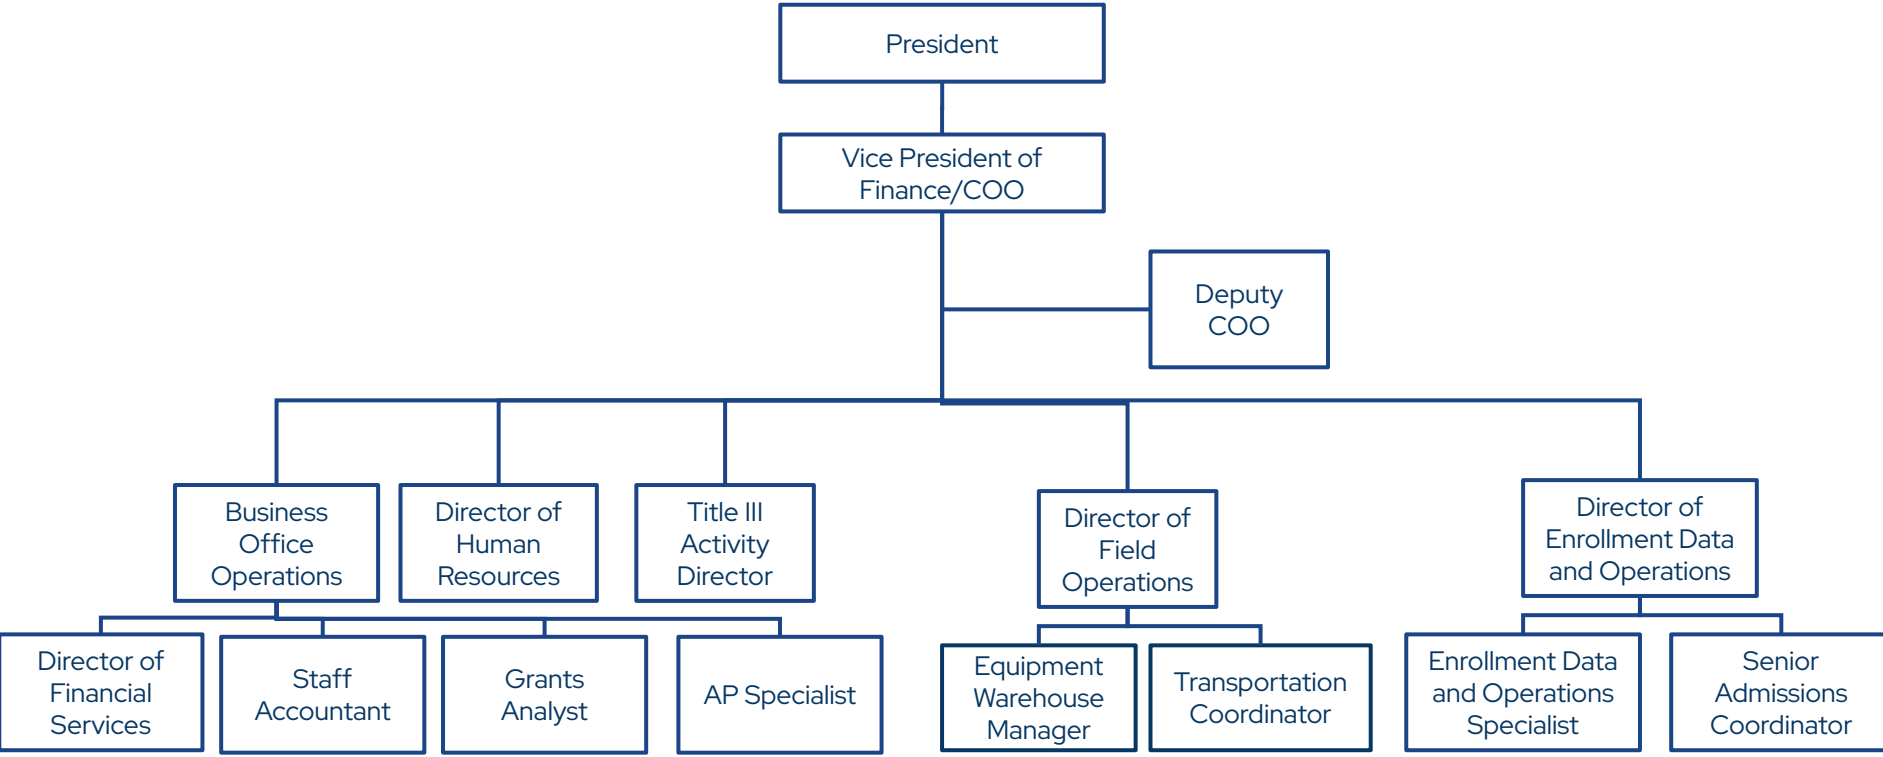 President
Vice President of
Finance/COO
Deputy
COO
Business
Office
Operations
Director of
Human
Resources
Title III
Activity
Director
Director of
Field
Operations
Director of
Enrollment Data
and Operations
Director of
Financial
Services
Staff
Accountant
Grants
Analyst
AP Specialist
Equipment
Warehouse
Manager
Transportation
Coordinator
Enrollment Data
and Operations
Specialist
Senior
Admissions
Coordinator